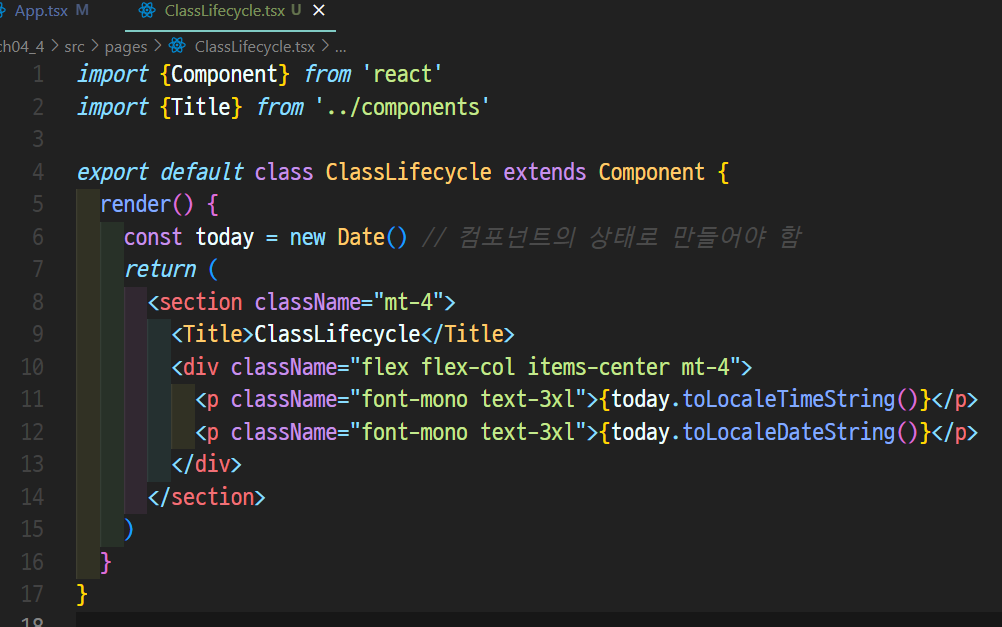 App.tsx M ClassLifecycle.tsx U
ch04_4 > src > pages > ClassLifecycle.tsx > ...
1 import {Component} from 'react'
2 import {Title} from '../components'
3
4 export default class ClassLifecycle extends Component {
5 render() {
6 const today = new Date() // 컴포넌트의 상태로 만들어야 함
7 return (
8 <section className="mt-4">
9 <Title>ClassLifecycle</Title>
10 <div className="flex flex-col items-center mt-4">
11 <p className="font-mono text-3xl">{today.toLocaleTimeString()}</p>
12 <p className="font-mono text-3xl">{today.toLocaleDateString()}</p>
13 </div>
14 </section>
15 )
16 }
17 }
18